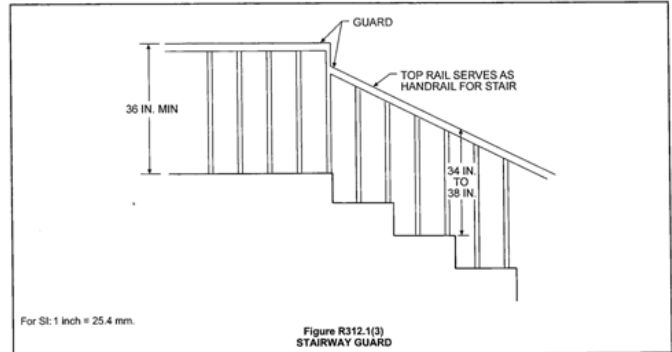 GUARD
TOP RAIL SERVES AS
HANDRAIL FOR STAIR
36 IN. MIN
34 IN.
TO
38 IN.
For SI: 1 inch = 25.4 mm.
Figure R312.1(3)
STAIRWAY GUARD